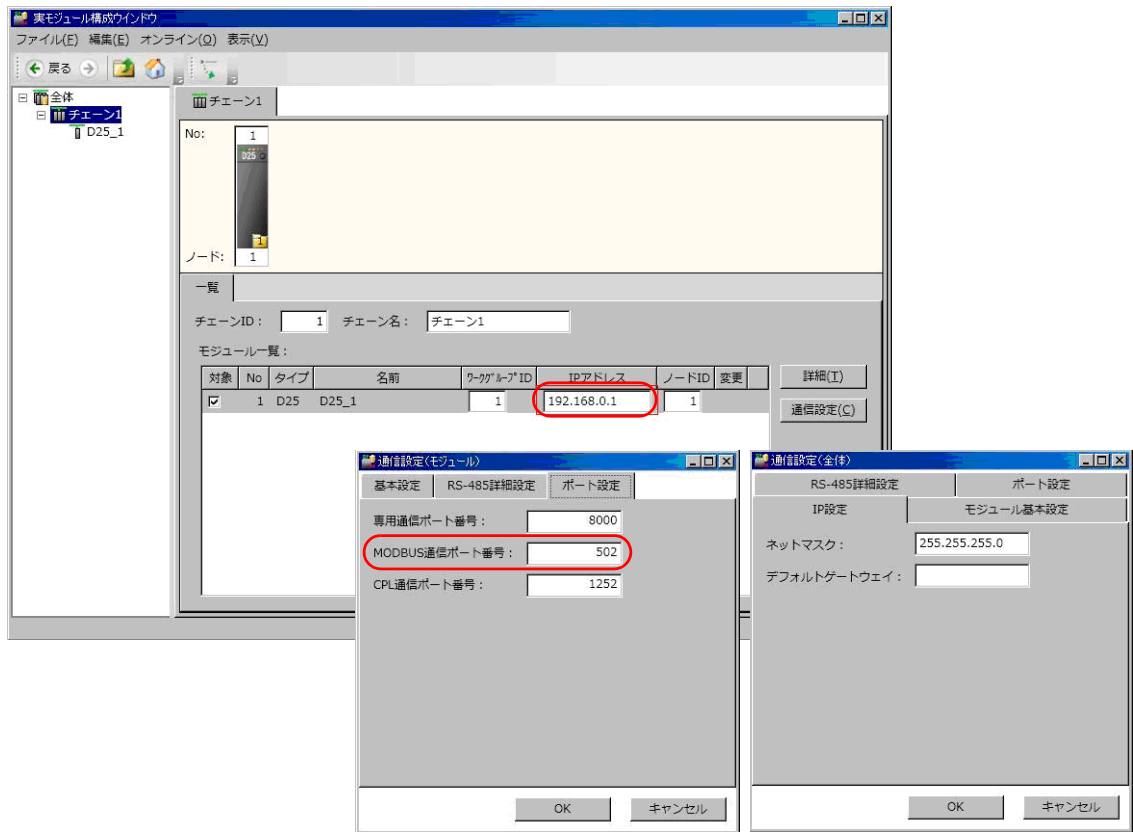 実モジュール構成ウインドウ
ファイル(F) 編集(E) オンライン(O) 表示(V)
戻る
全体
チェーン1
D25_1
チェーン1
No:
1
D25
1
ノード:
1
一覧
チェーンID： 1 チェーン名： チェーン1
モジュール一覧：
対象 No タイプ 名前 ﾜｰｸｸﾞﾙｰﾌﾟID IPアドレス ノードID 変更
1 D25 D25_1 1 192.168.0.1 1
詳細(T)
通信設定(C)
通信設定(モジュール)
基本設定 RS-485詳細設定 ポート設定
専用通信ポート番号： 8000
MODBUS通信ポート番号： 502
CPL通信ポート番号： 1252
OK キャンセル
通信設定(全体)
RS-485詳細設定 ポート設定
IP設定 モジュール基本設定
ネットマスク： 255.255.255.0
デフォルトゲートウェイ：
OK キャンセル